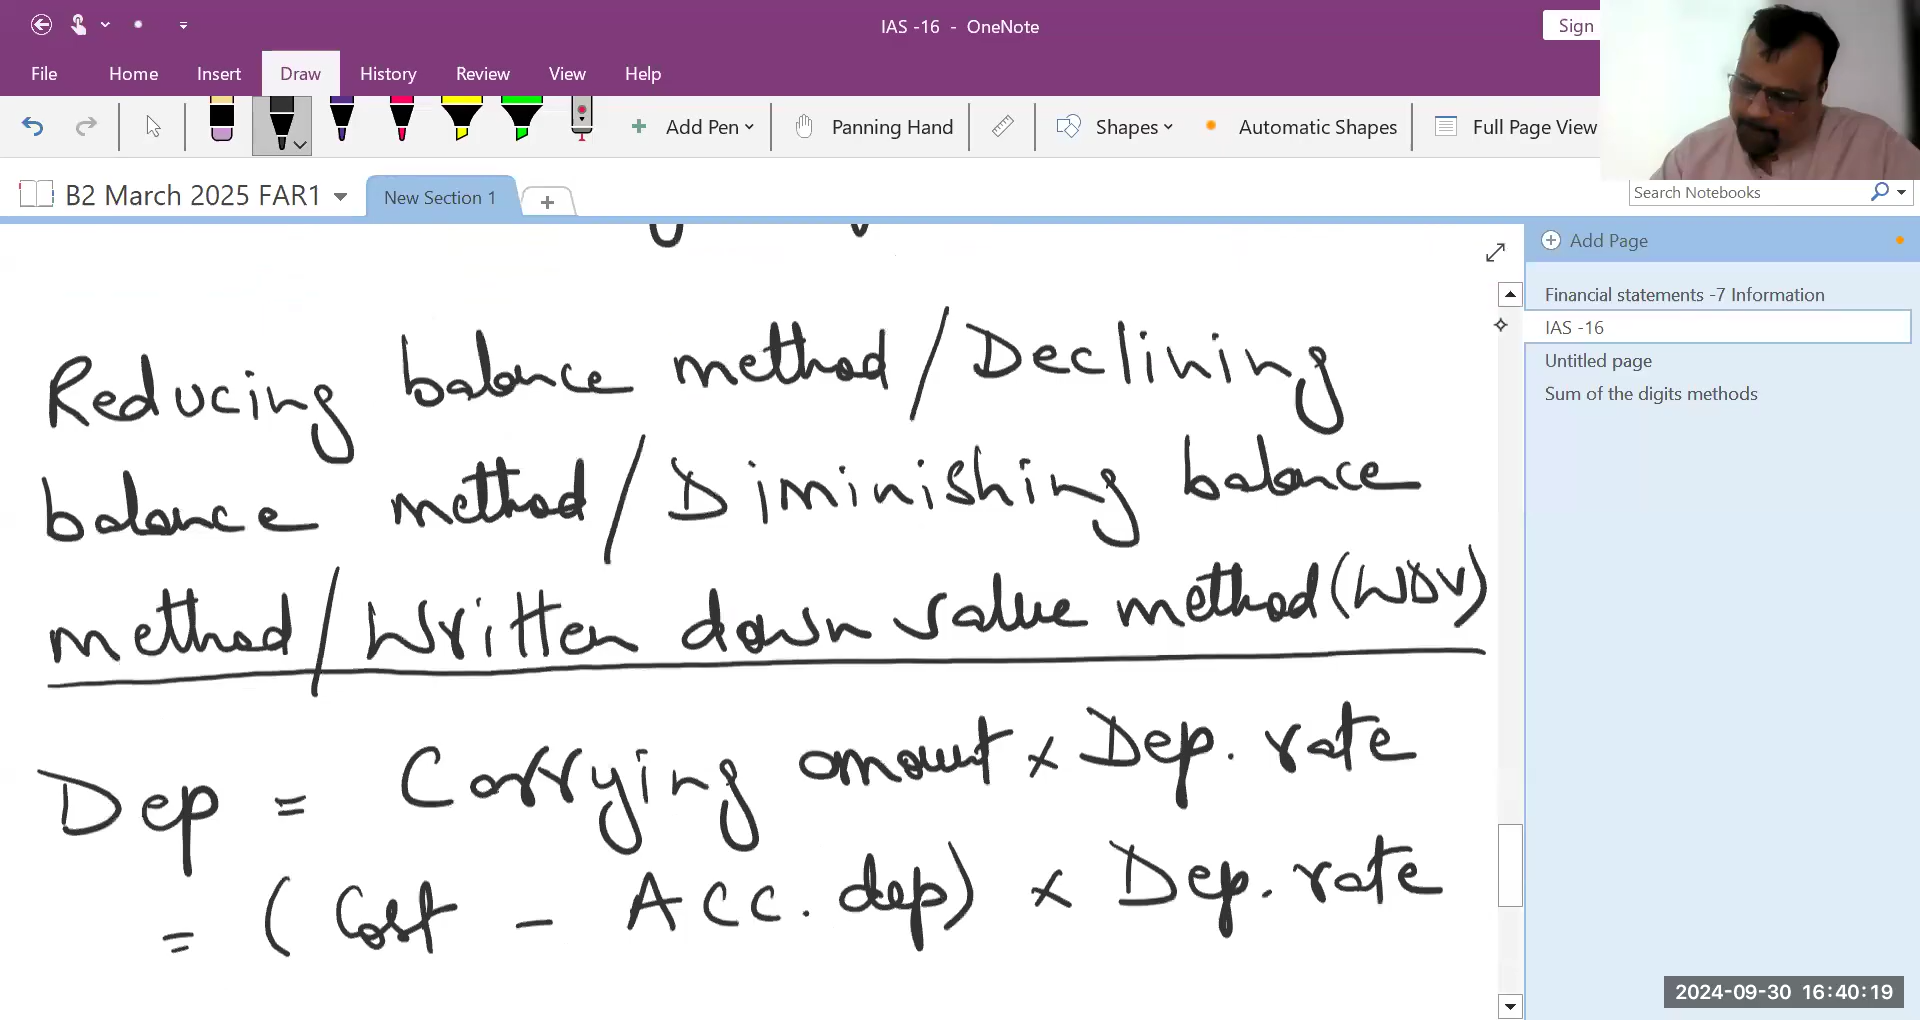 IAS -16 - OneNote
Sign
File Home Insert Draw History Review View Help
Add Pen Panning Hand Shapes Automatic Shapes Full Page View
B2 March 2025 FAR1 New Section 1
Search Notebooks
Add Page
Financial statements -7 Information
IAS -16
Untitled page
Sum of the digits methods
Reducing balance method/Declining
balance method/Diminishing balance
method/Written down value method(WDV)
Dep = Carrying amount x Dep. rate
= (Cost - Acc. dep) x Dep. rate
2024-09-30 16:40:19